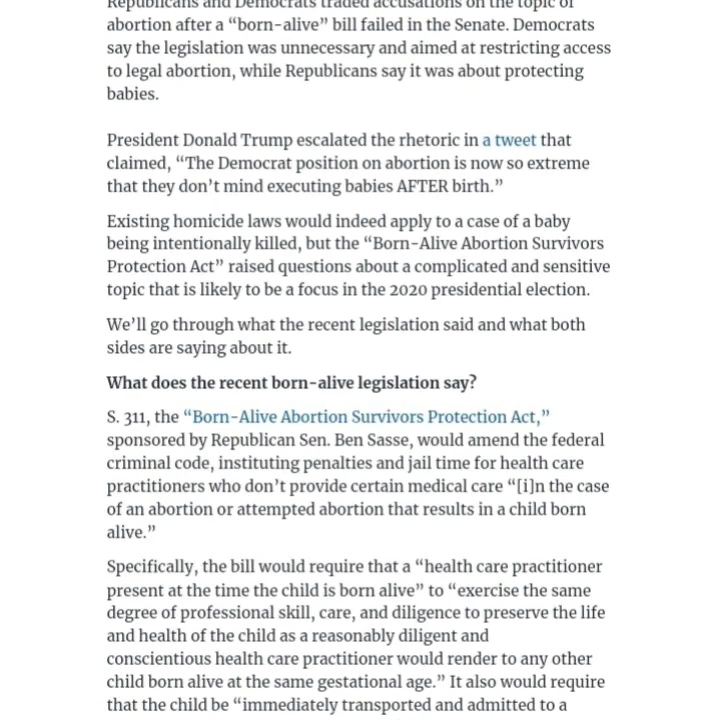 Republicans and Democrats traded accusations on the topic of
abortion after a “born-alive” bill failed in the Senate. Democrats
say the legislation was unnecessary and aimed at restricting access
to legal abortion, while Republicans say it was about protecting
babies.
President Donald Trump escalated the rhetoric in a tweet that
claimed, “The Democrat position on abortion is now so extreme
that they don’t mind executing babies AFTER birth.”
Existing homicide laws would indeed apply to a case of a baby
being intentionally killed, but the “Born-Alive Abortion Survivors
Protection Act” raised questions about a complicated and sensitive
topic that is likely to be a focus in the 2020 presidential election.
We’ll go through what the recent legislation said and what both
sides are saying about it.
What does the recent born-alive legislation say?
S. 311, the “Born-Alive Abortion Survivors Protection Act,”
sponsored by Republican Sen. Ben Sasse, would amend the federal
criminal code, instituting penalties and jail time for health care
practitioners who don’t provide certain medical care “[i]n the case
of an abortion or attempted abortion that results in a child born
alive.”
Specifically, the bill would require that a “health care practitioner
present at the time the child is born alive” to “exercise the same
degree of professional skill, care, and diligence to preserve the life
and health of the child as a reasonably diligent and
conscientious health care practitioner would render to any other
child born alive at the same gestational age.” It also would require
that the child be “immediately transported and admitted to a